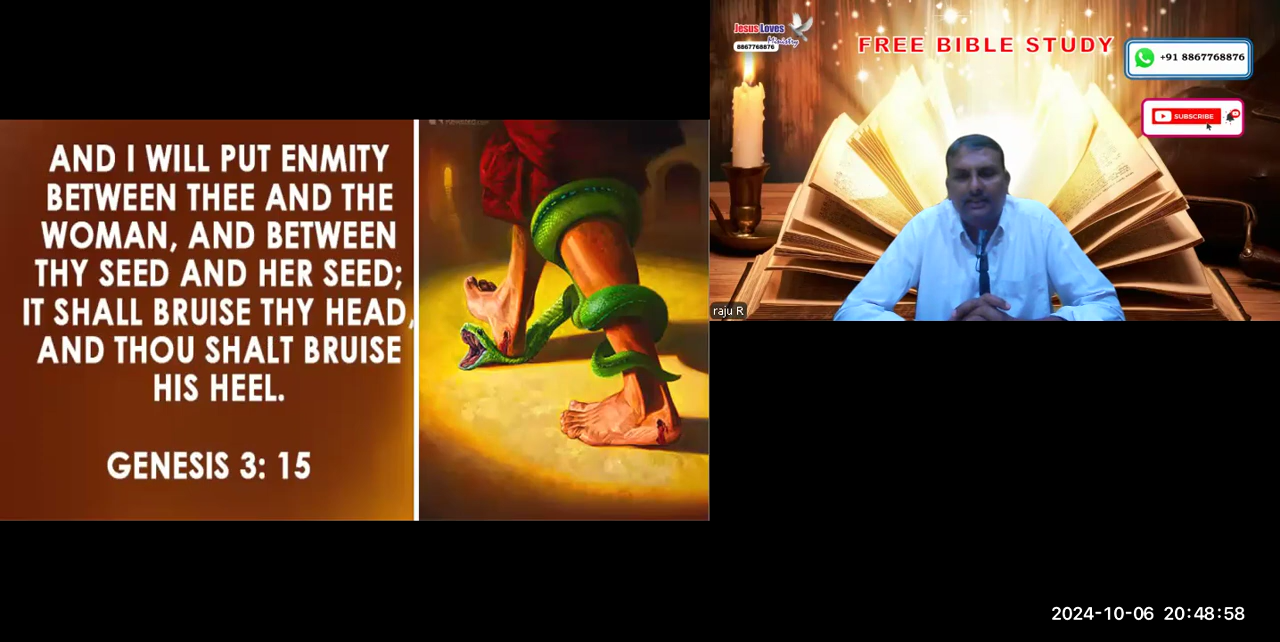 AND I WILL PUT ENMITY
BETWEEN THEE AND THE
WOMAN, AND BETWEEN
THY SEED AND HER SEED;
IT SHALL BRUISE THY HEAD,
AND THOU SHALT BRUISE
HIS HEEL.
GENESIS 3: 15
Jesus Loves
Ministry
8867768876
FREE BIBLE STUDY
+91 8867768876
SUBSCRIBE
raju R
2024-10-06 20:48:58